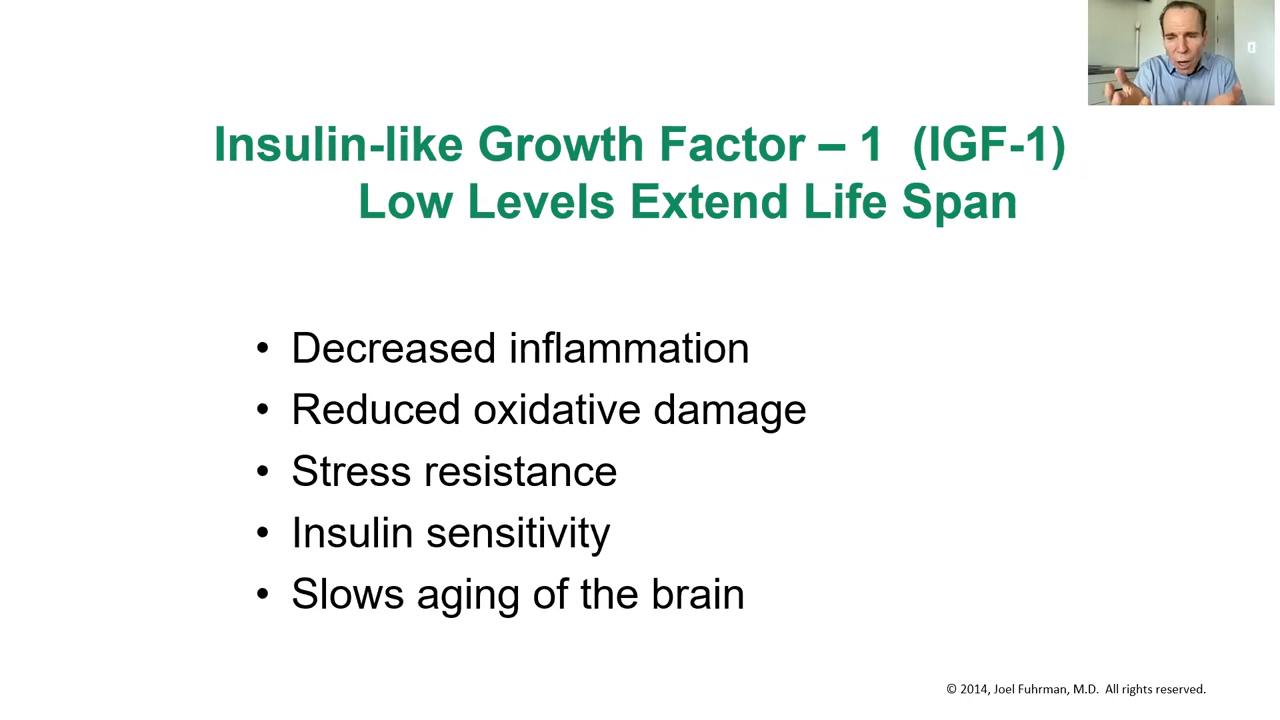 Insulin-like Growth Factor – 1 (IGF-1)
Low Levels Extend Life Span
• Decreased inflammation
• Reduced oxidative damage
• Stress resistance
• Insulin sensitivity
• Slows aging of the brain
© 2014, Joel Fuhrman, M.D. All rights reserved.